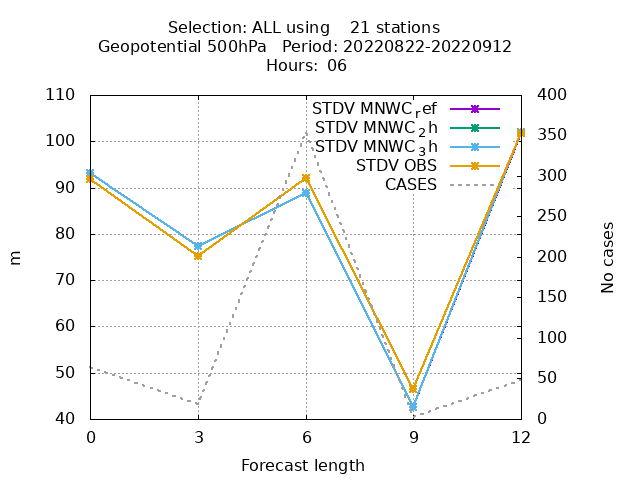 Selection: ALL using    21 stations
Geopotential 500hPa   Period: 20220822-20220912
Hours:  06
110
100
90
80
70
60
50
40
400
350
300
250
200
150
100
50
0
STDV MNWC_ref
STDV MNWC_2h
STDV MNWC_3h
STDV OBS
CASES
m
No cases
0 3 6 9 12
Forecast length